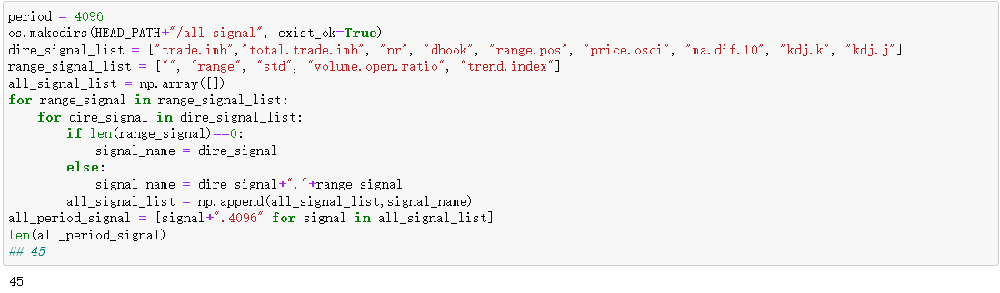 period = 4096
os.makedirs(HEAD_PATH+"/all signal", exist_ok=True)
dire_signal_list = ["trade.imb","total.trade.imb", "nr", "dbook", "range.pos", "price.osci", "ma.dif.10", "kdj.k", "kdj.j"]
range_signal_list = ["", "range", "std", "volume.open.ratio", "trend.index"]
all_signal_list = np.array([])
for range_signal in range_signal_list:
    for dire_signal in dire_signal_list:
        if len(range_signal)==0:
            signal_name = dire_signal
        else:
            signal_name = dire_signal+"."+range_signal
        all_signal_list = np.append(all_signal_list,signal_name)
all_period_signal = [signal+".4096" for signal in all_signal_list]
len(all_period_signal)
## 45
45